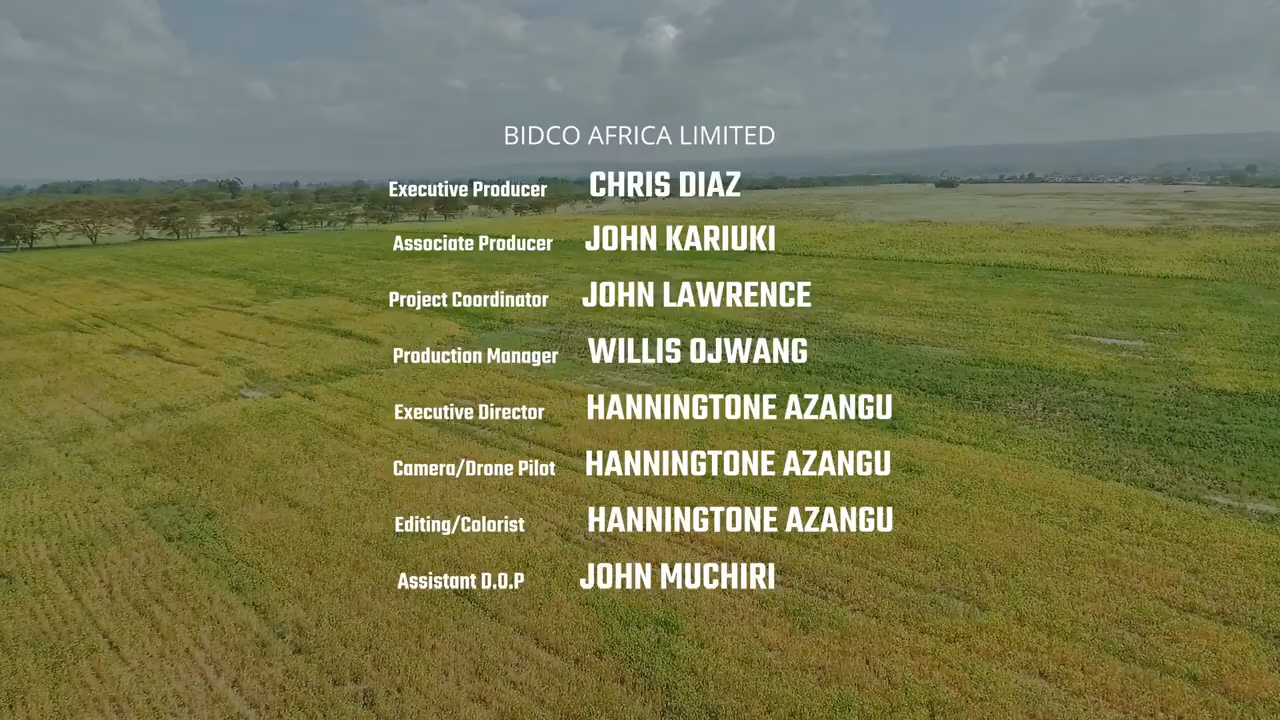 BIDCO AFRICA LIMITED
Executive Producer CHRIS DIAZ
Associate Producer JOHN KARIUKI
Project Coordinator JOHN LAWRENCE
Production Manager WILLIS OJWANG
Executive Director HANNINGTONE AZANGU
Camera/Drone Pilot HANNINGTONE AZANGU
Editing/Colorist HANNINGTONE AZANGU
Assistant D.O.P JOHN MUCHIRI